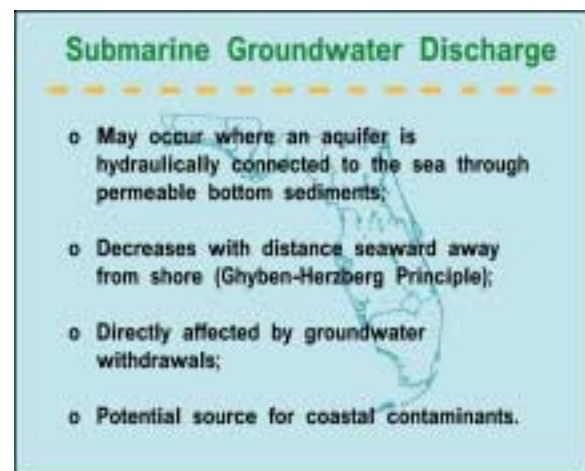 Submarine Groundwater Discharge
o May occur where an aquifer is
hydraulically connected to the sea through
permeable bottom sediments;
o Decreases with distance seaward away
from shore (Ghyben-Herzberg Principle);
o Directly affected by groundwater
withdrawals;
o Potential source for coastal contaminants.